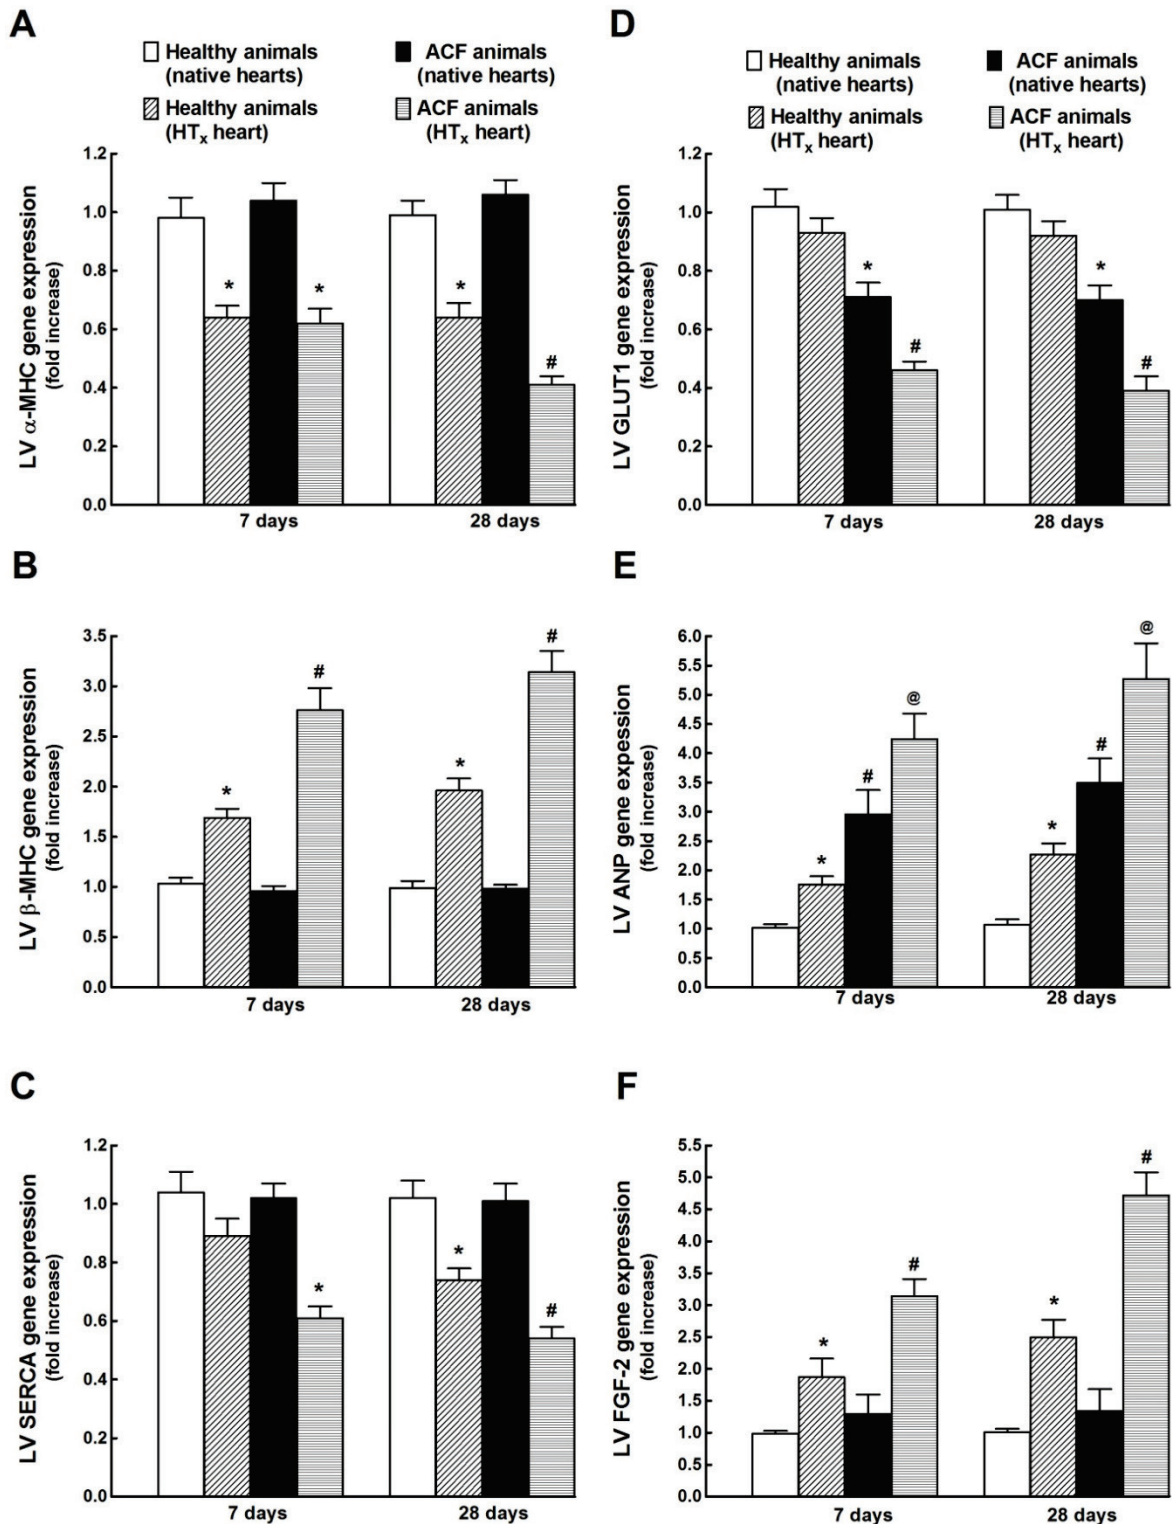 A
Healthy animals
(native hearts)
ACF animals
(native hearts)
Healthy animals
(HTx heart)
ACF animals
(HTx heart)
LV α-MHC gene expression
(fold increase)
1.2
1.0
0.8
0.6
0.4
0.2
0.0
*
*
*
#
7 days
28 days
D
Healthy animals
(native hearts)
ACF animals
(native hearts)
Healthy animals
(HTx heart)
ACF animals
(HTx heart)
LV GLUT1 gene expression
(fold increase)
1.2
1.0
0.8
0.6
0.4
0.2
0.0
*
#
*
#
7 days
28 days
B
LV β-MHC gene expression
(fold increase)
3.5
3.0
2.5
2.0
1.5
1.0
0.5
0.0
*
#
*
#
7 days
28 days
E
LV ANP gene expession
(fold increase)
6.0
5.5
5.0
4.5
4.0
3.5
3.0
2.5
2.0
1.5
1.0
0.5
0.0
*
#
@
*
#
@
7 days
28 days
C
LV SERCA gene expression
(fold increase)
1.2
1.0
0.8
0.6
0.4
0.2
0.0
*
*
#
7 days
28 days
F
LV FGF-2 gene expression
(fold increase)
5.5
5.0
4.5
4.0
3.5
3.0
2.5
2.0
1.5
1.0
0.5
0.0
*
#
*
#
7 days
28 days